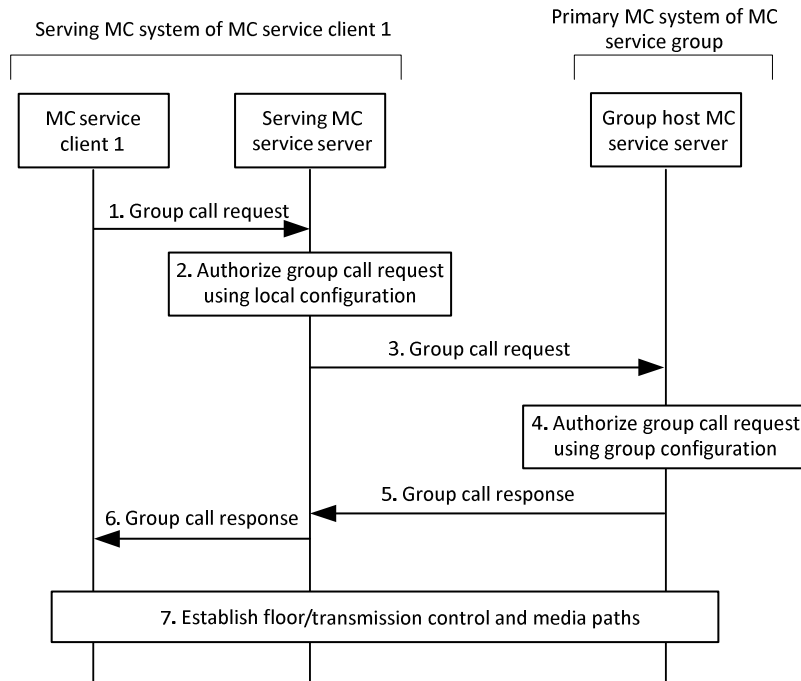 Serving MC system of MC service client 1
Primary MC system of MC
service group
MC service
client 1
Serving MC
service server
Group host MC
service server
1. Group call request
2. Authorize group call request
using local configuration
3. Group call request
4. Authorize group call request
using group configuration
5. Group call response
6. Group call response
7. Establish floor/transmission control and media paths